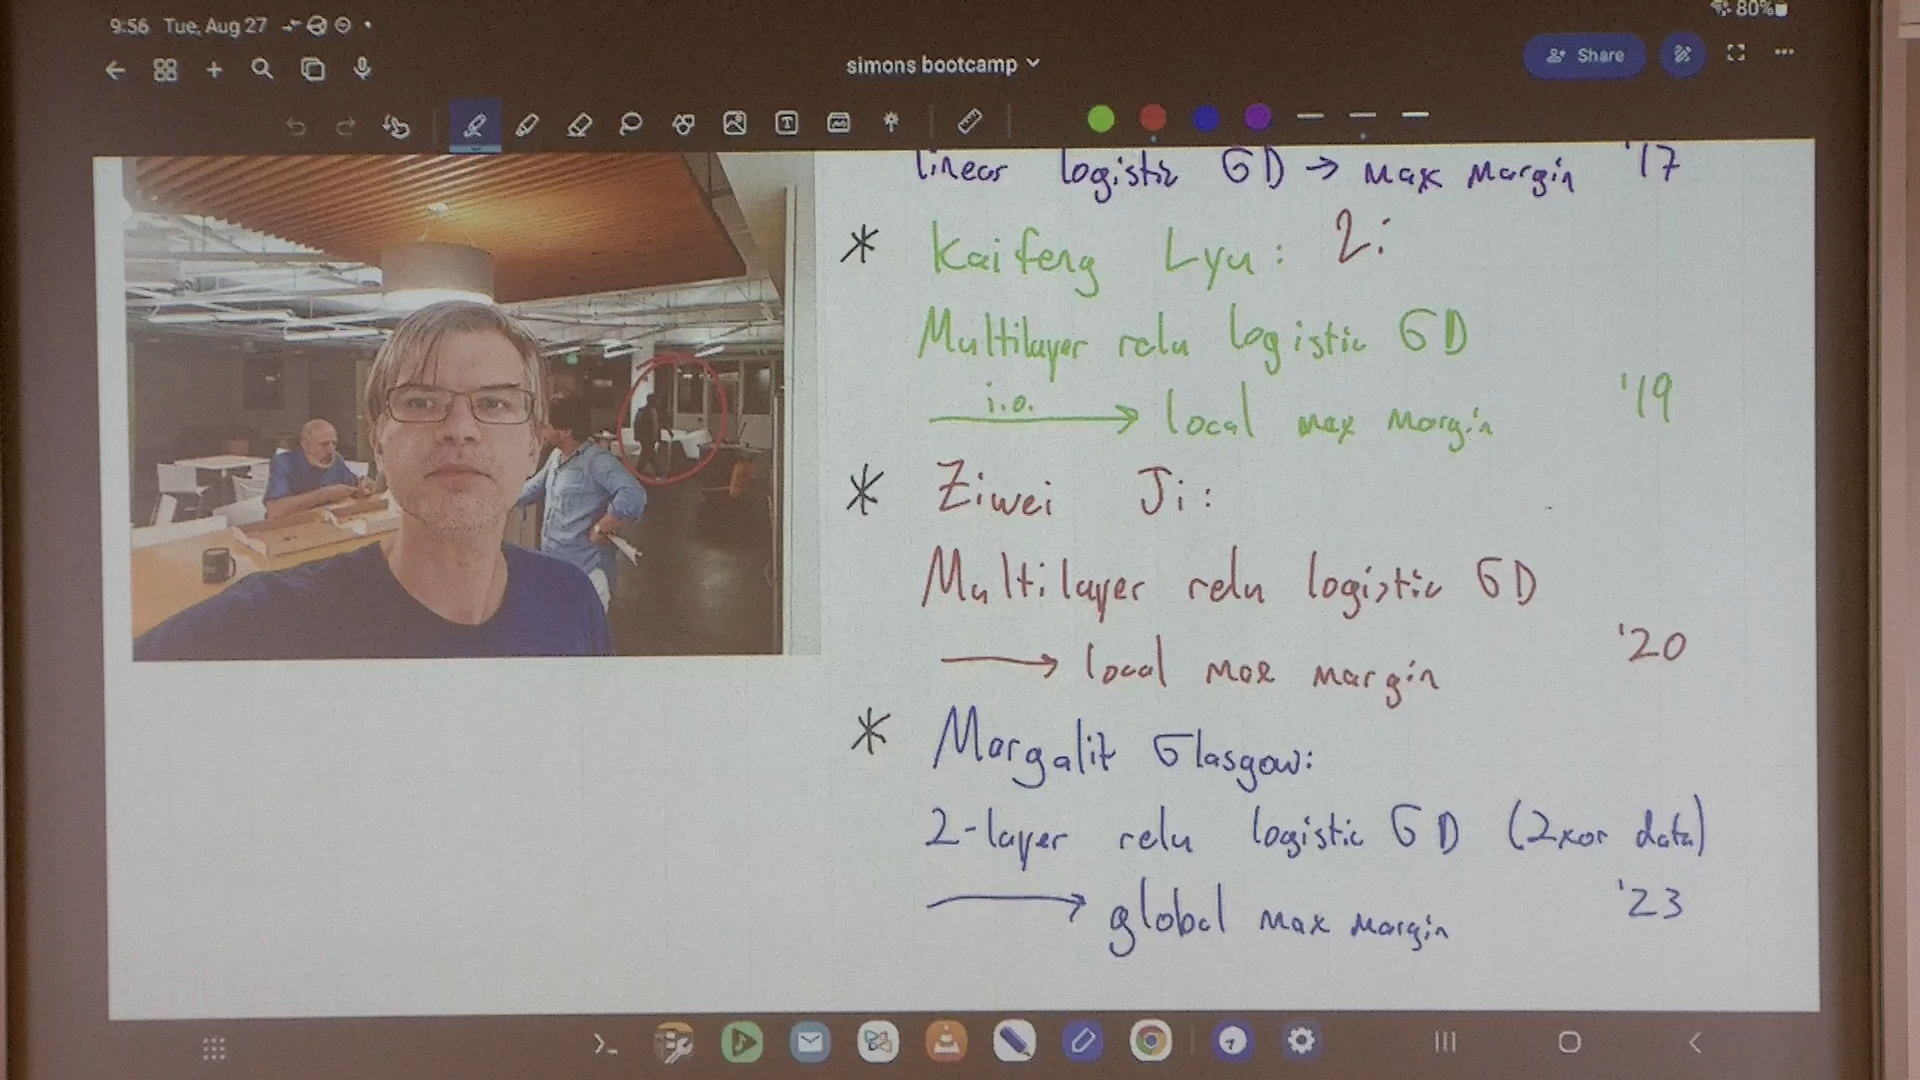 9:56 Tue, Aug 27
80%
simons bootcamp
Share
linear logistic GD → max margin '17
* Kaifeng Lyu: 2:
Multilayer relu logistic GD
i.o.
→ local max margin '19
* Ziwei Ji:
Multilayer relu logistic GD
→ local max margin '20
* Margalit Glasgow:
2-layer relu logistic GD (2xor data)
→ global max margin '23